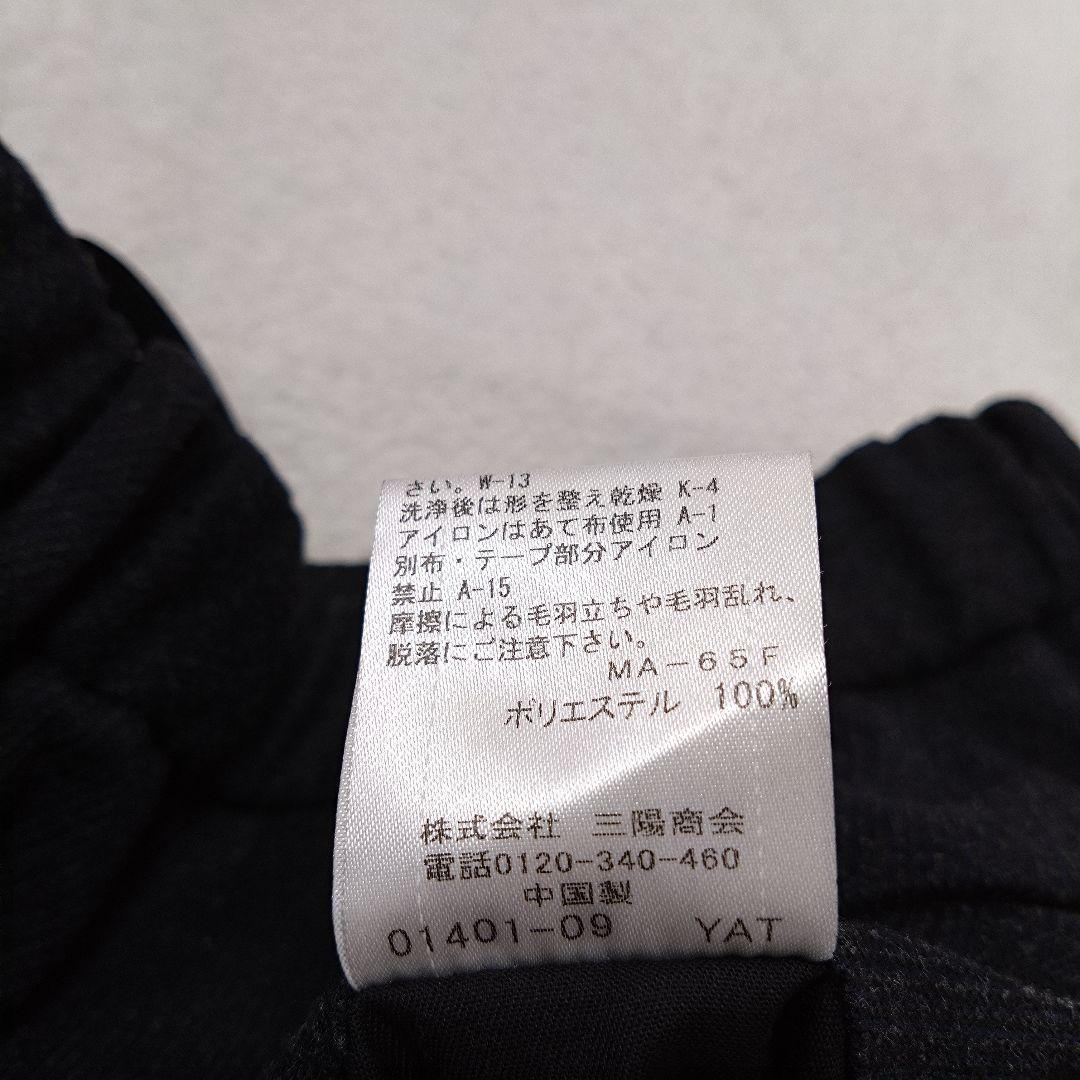 さい。W-13
洗浄後は形を整え乾燥 K-4
アイロンはあて布使用 A-1
別布・テープ部分アイロン
禁止 A-15
摩擦による毛羽立ちや毛羽乱れ、
脱落にご注意下さい。
MA-65F
ポリエステル 100%
株式会社 三陽商会
電話0120-340-460
中国製
01401-09 YAT